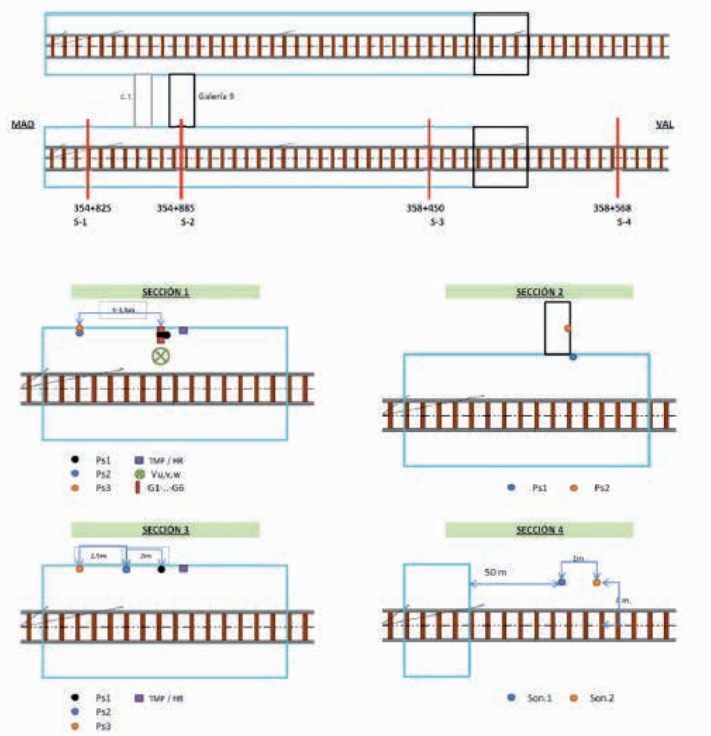 c.t.
Galería 9
MAD
VAL
354+825
S-1
354+885
S-2
358+450
S-3
358+568
S-4
SECCIÓN 1
SECCIÓN 2
Ps1
Ps2
Ps3
TMP / HR
Vu,v,w
G1-..-G6
Ps1
Ps2
SECCIÓN 3
SECCIÓN 4
2,5m
2m
50 m
1m
m
Ps1
Ps2
Ps3
TMP / HR
Son.1
Son.2